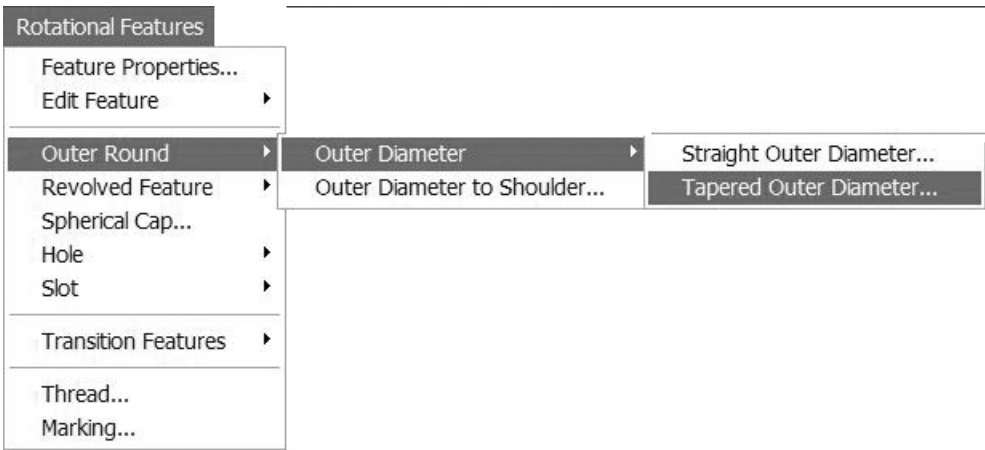 Rotational Features
Feature Properties...
Edit Feature
Outer Round
Revolved Feature
Spherical Cap...
Hole
Slot
Transition Features
Thread...
Marking...
Outer Diameter
Outer Diameter to Shoulder...
Straight Outer Diameter...
Tapered Outer Diameter...